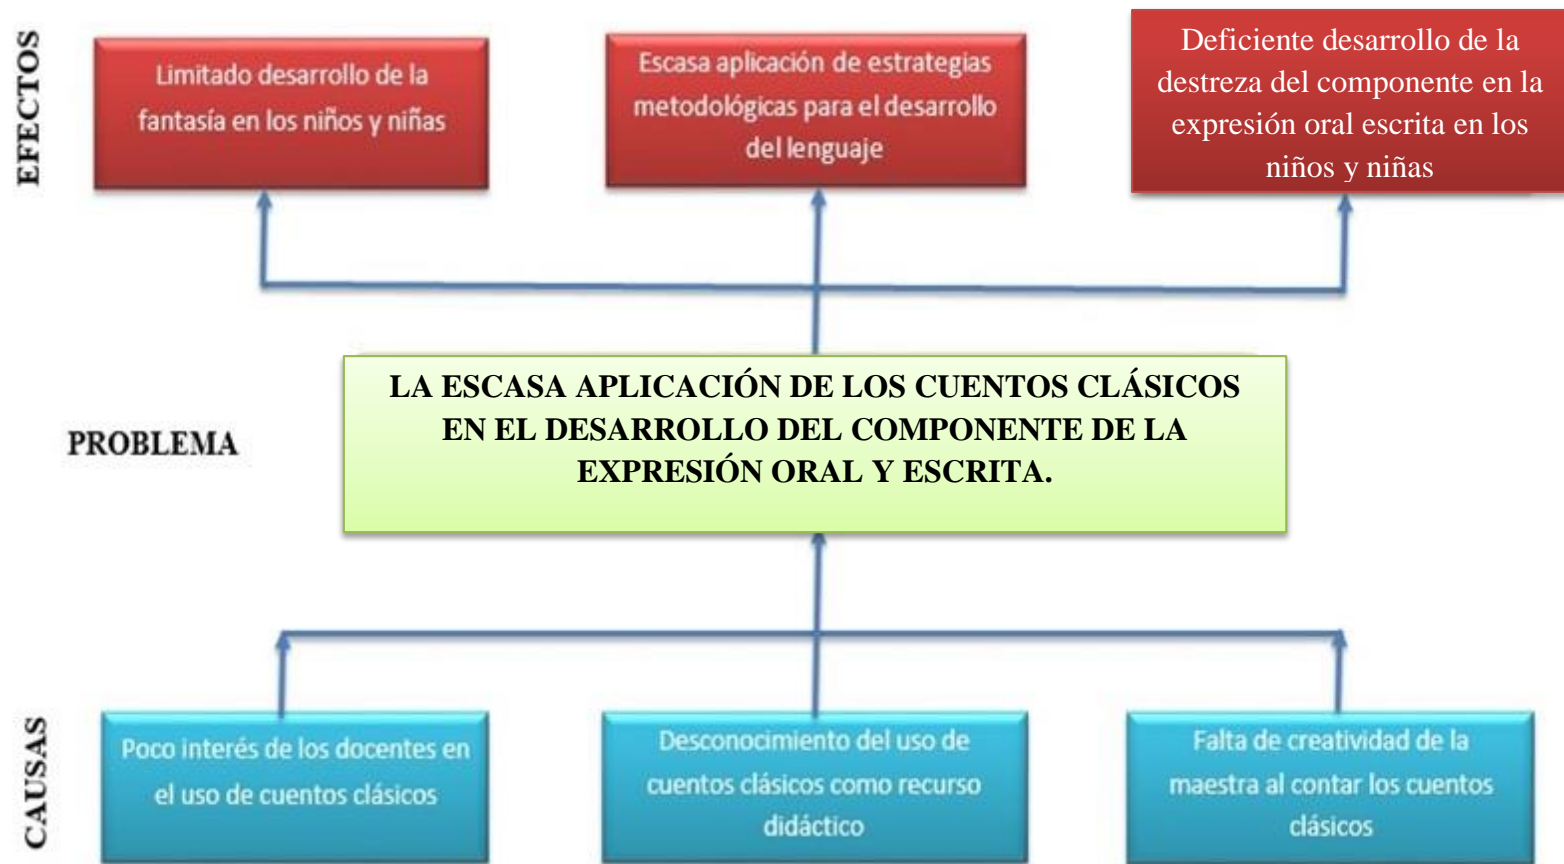 EFECTOS
Limitado desarrollo de la
fantasía en los niños y niñas
Escasa aplicación de estrategias
metodológicas para el desarrollo
del lenguaje
Deficiente desarrollo de la
destreza del componente en la
expresión oral escrita en los
niños y niñas
PROBLEMA
LA ESCASA APLICACIÓN DE LOS CUENTOS CLÁSICOS
EN EL DESARROLLO DEL COMPONENTE DE LA
EXPRESIÓN ORAL Y ESCRITA.
CAUSAS
Poco interés de los docentes en
el uso de cuentos clásicos
Desconocimiento del uso de
cuentos clásicos como recurso
didáctico
Falta de creatividad de la
maestra al contar los cuentos
clásicos